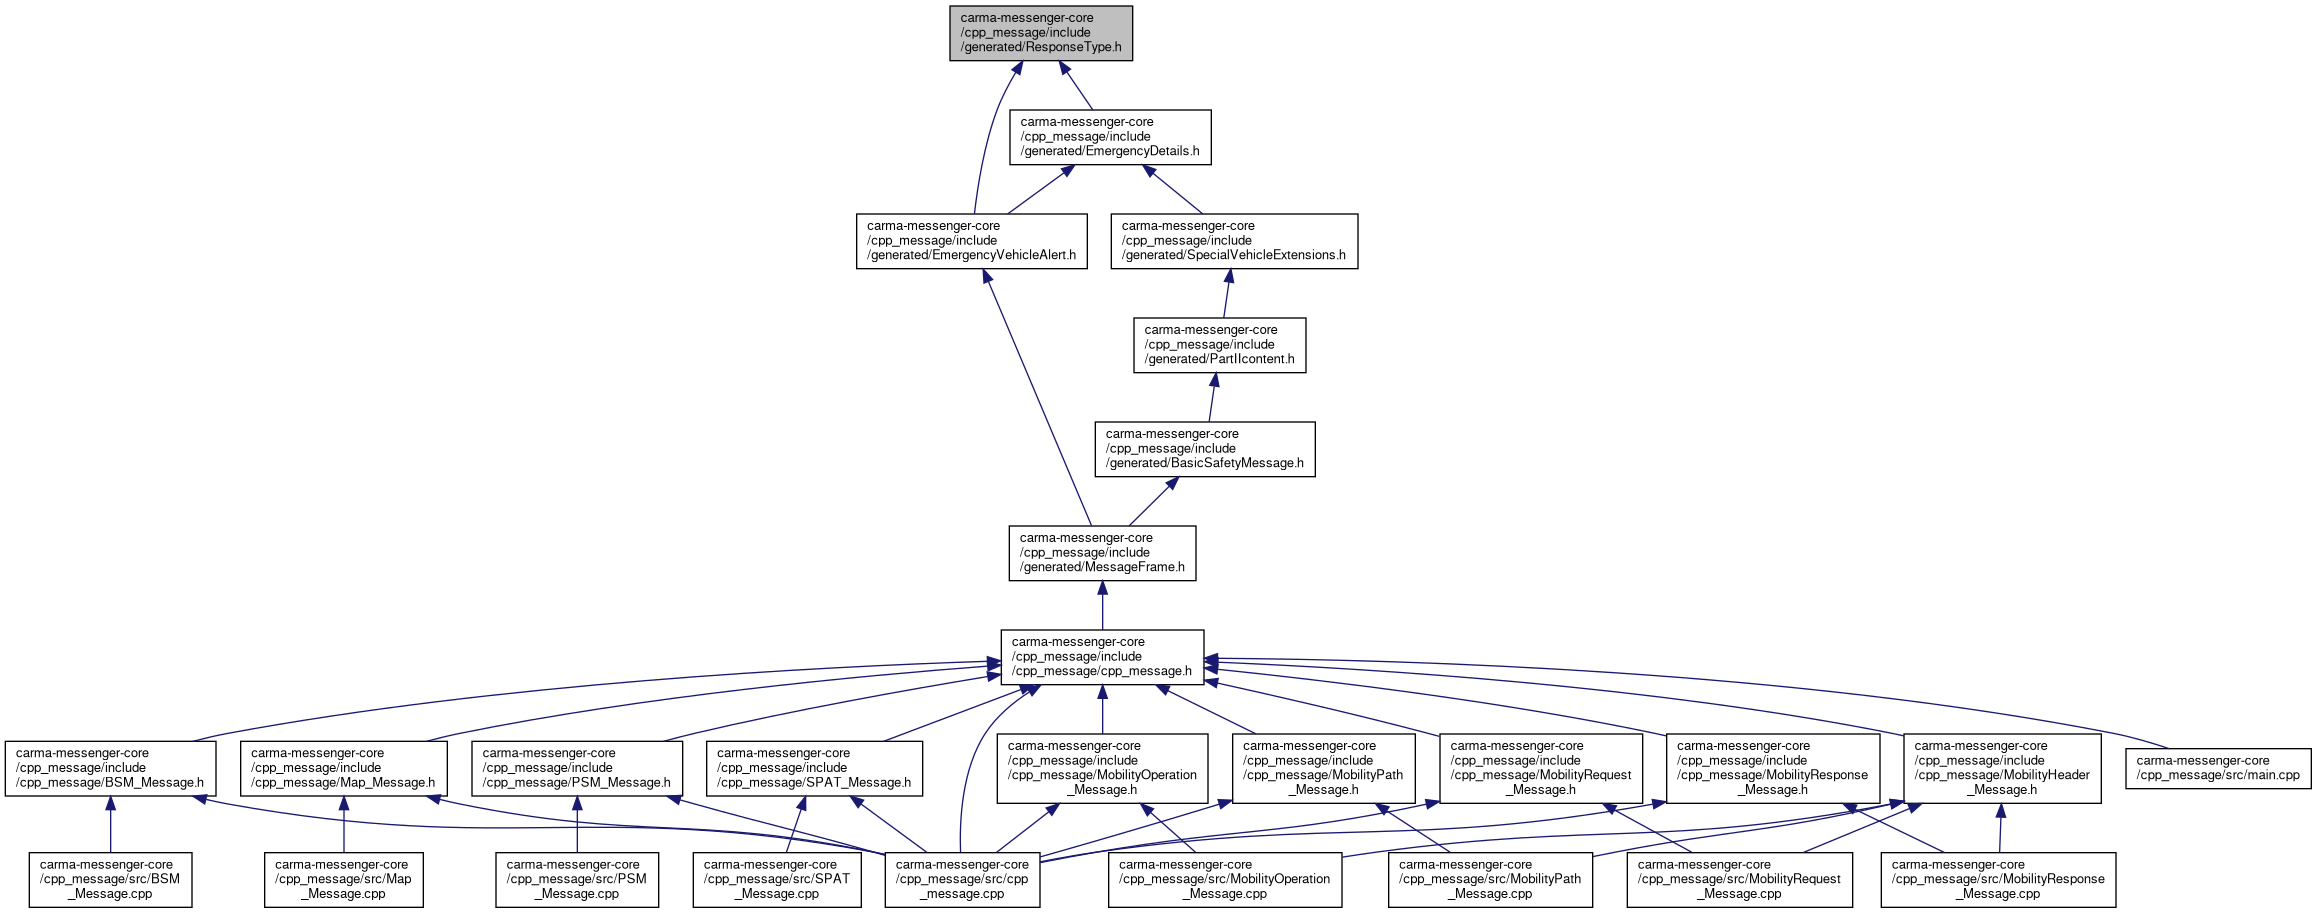 carma-messenger-core
/cpp_message/include
/generated/ResponseType.h
carma-messenger-core
/cpp_message/include
/generated/EmergencyDetails.h
carma-messenger-core
/cpp_message/include
/generated/EmergencyVehicleAlert.h
carma-messenger-core
/cpp_message/include
/generated/SpecialVehicleExtensions.h
carma-messenger-core
/cpp_message/include
/generated/PartIIcontent.h
carma-messenger-core
/cpp_message/include
/generated/BasicSafetyMessage.h
carma-messenger-core
/cpp_message/include
/generated/MessageFrame.h
carma-messenger-core
/cpp_message/include
/cpp_message/cpp_message.h
carma-messenger-core
/cpp_message/include
/cpp_message/BSM_Message.h
carma-messenger-core
/cpp_message/include
/cpp_message/Map_Message.h
carma-messenger-core
/cpp_message/include
/cpp_message/PSM_Message.h
carma-messenger-core
/cpp_message/include
/cpp_message/SPAT_Message.h
carma-messenger-core
/cpp_message/include
/cpp_message/MobilityOperation
_Message.h
carma-messenger-core
/cpp_message/include
/cpp_message/MobilityPath
_Message.h
carma-messenger-core
/cpp_message/include
/cpp_message/MobilityRequest
_Message.h
carma-messenger-core
/cpp_message/include
/cpp_message/MobilityResponse
_Message.h
carma-messenger-core
/cpp_message/include
/cpp_message/MobilityHeader
_Message.h
carma-messenger-core
/cpp_message/src/main.cpp
carma-messenger-core
/cpp_message/src/BSM
_Message.cpp
carma-messenger-core
/cpp_message/src/Map
_Message.cpp
carma-messenger-core
/cpp_message/src/PSM
_Message.cpp
carma-messenger-core
/cpp_message/src/SPAT
_Message.cpp
carma-messenger-core
/cpp_message/src/cpp
_message.cpp
carma-messenger-core
/cpp_message/src/MobilityOperation
_Message.cpp
carma-messenger-core
/cpp_message/src/MobilityPath
_Message.cpp
carma-messenger-core
/cpp_message/src/MobilityRequest
_Message.cpp
carma-messenger-core
/cpp_message/src/MobilityResponse
_Message.cpp